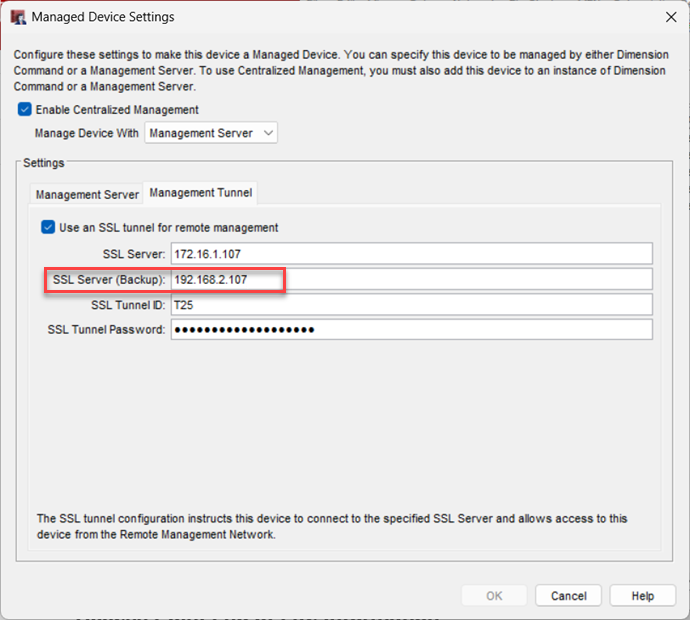 Managed Device Settings
Configure these settings to make this device a Managed Device. You can specify this device to be managed by either Dimension
Command or a Management Server. To use Centralized Management, you must also add this device to an instance of Dimension
Command or a Management Server.
Enable Centralized Management
Manage Device With Management Server
Settings
Management Server Management Tunnel
Use an SSL tunnel for remote management
SSL Server: 172.16.1.107
SSL Server (Backup): 192.168.2.107
SSL Tunnel ID: T25
SSL Tunnel Password: ●●●●●●●●●●●●●●●●●●●
The SSL tunnel configuration instructs this device to connect to the specified SSL Server and allows access to this
device from the Remote Management Network.
OK Cancel Help